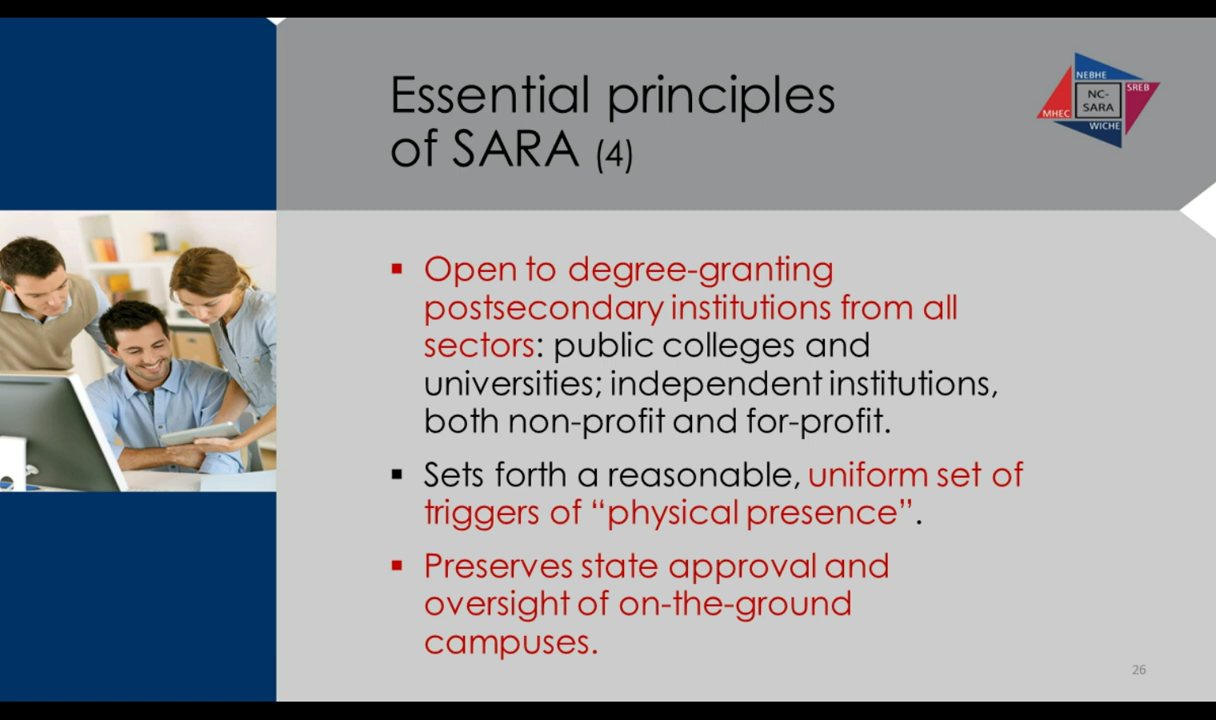 Essential principles
of SARA (4)
NEBHE
SREB
NC-
SARA
MHEC
WICHE
▪ Open to degree-granting
postsecondary institutions from all
sectors: public colleges and
universities; independent institutions,
both non-profit and for-profit.
▪ Sets forth a reasonable, uniform set of
triggers of “physical presence”.
▪ Preserves state approval and
oversight of on-the-ground
campuses.
26